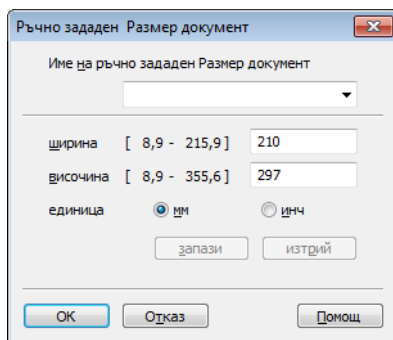 Ръчно зададен  Размер документ
Име на ръчно зададен Размер документ
ширина [ 8,9 - 215,9] 210
височина [ 8,9 - 355,6] 297
единица мм инч
запази изтрий
OK Отказ Помощ